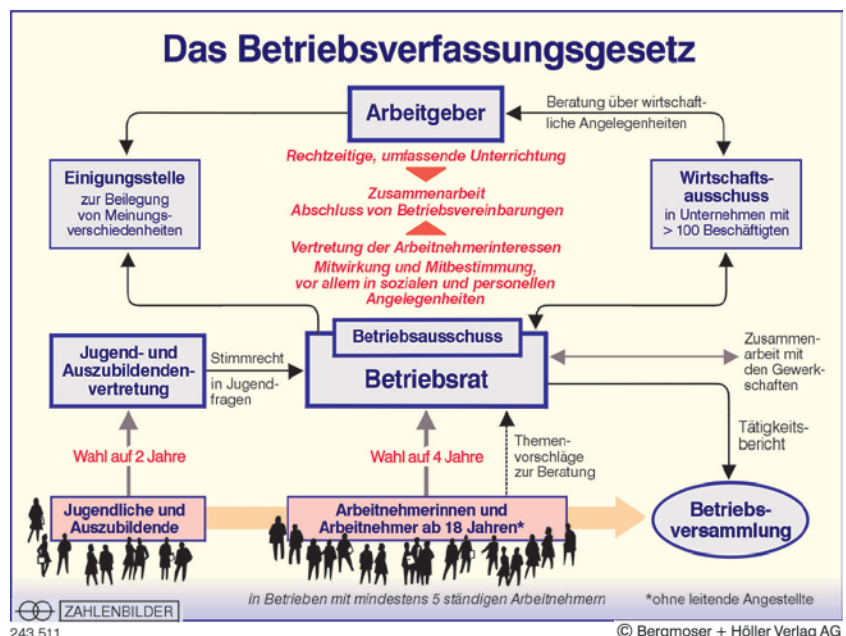 Das Betriebsverfassungsgesetz
Arbeitgeber
Beratung über wirtschaft-
liche Angelegenheiten
Rechtzeitige, umfassende Unterrichtung
Einigungsstelle
zur Beilegung
von Meinungs-
verschiedenheiten
Zusammenarbeit
Abschluss von Betriebsvereinbarungen
Wirtschafts-
ausschuss
in Unternehmen mit
> 100 Beschäftigten
Vertretung der Arbeitnehmerinteressen
Mitwirkung und Mitbestimmung,
vor allem in sozialen und personellen
Angelegenheiten
Betriebsausschuss
Betriebsrat
Jugend- und
Auszubildenden-
vertretung
Stimmrecht
in Jugend-
fragen
Zusammen-
arbeit mit
den Gewerk-
schaften
Wahl auf 2 Jahre
Wahl auf 4 Jahre
Themen-
vorschläge
zur Beratung
Tätigkeits-
bericht
Jugendliche und
Auszubildende
Arbeitnehmerinnen und
Arbeitnehmer ab 18 Jahren*
Betriebs-
versammlung
in Betrieben mit mindestens 5 ständigen Arbeitnehmern
*ohne leitende Angestellte
ZAHLENBILDER
243 511
© Bergmoser + Höller Verlag AG